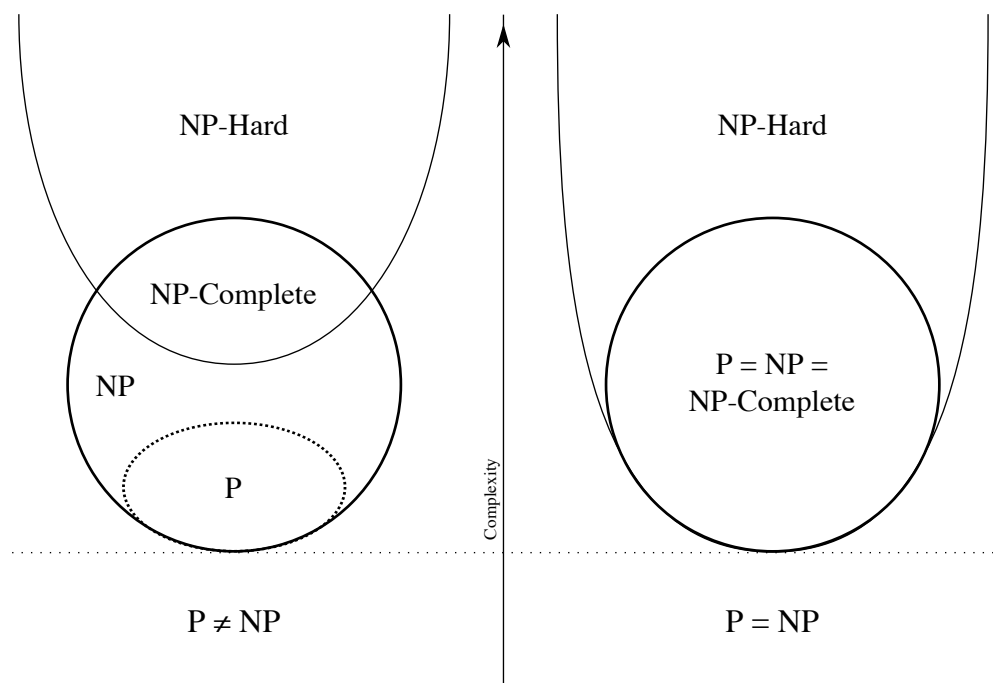 NP-Hard
NP-Complete
NP
P
P ≠ NP
Complexity
NP-Hard
P = NP =
NP-Complete
P = NP